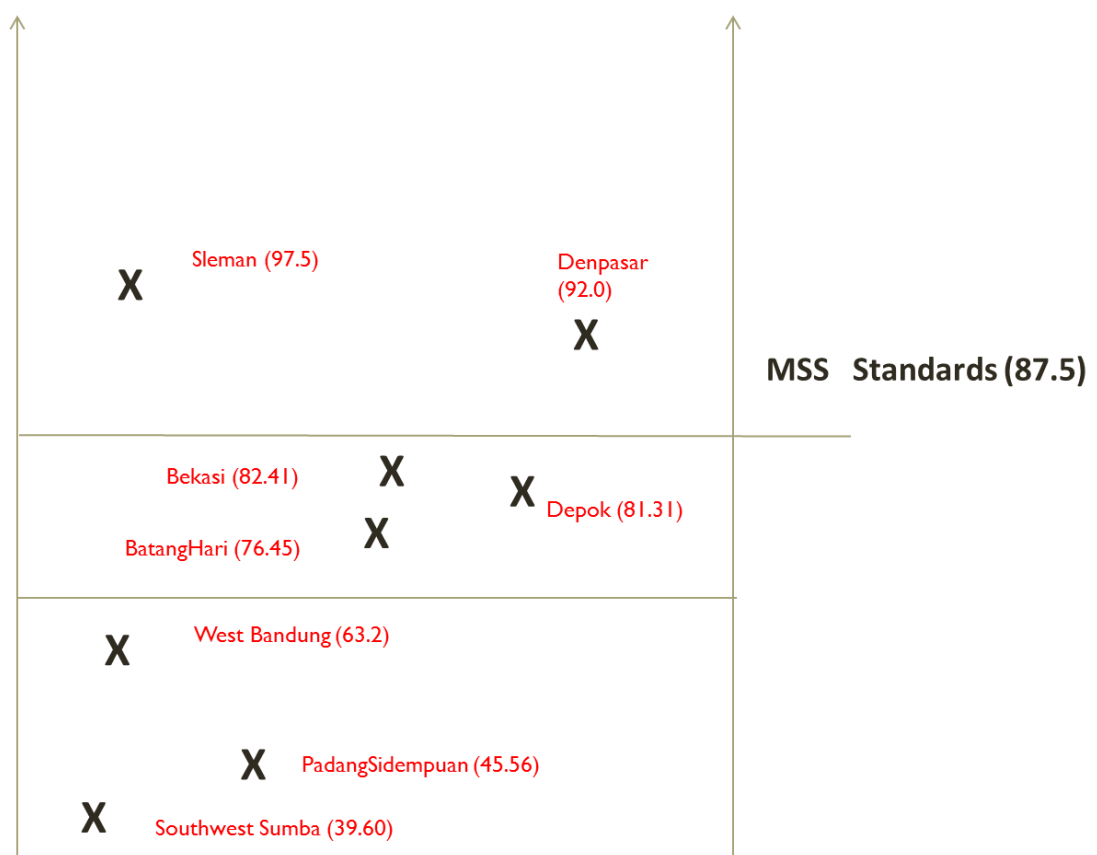 Sleman (97.5)
Denpasar
(92.0)
X
X
MSS Standards (87.5)
Bekasi (82.41)
X
X
Depok (81.31)
BatangHari (76.45)
X
West Bandung (63.2)
X
X
PadangSidempuan (45.56)
X
Southwest Sumba (39.60)